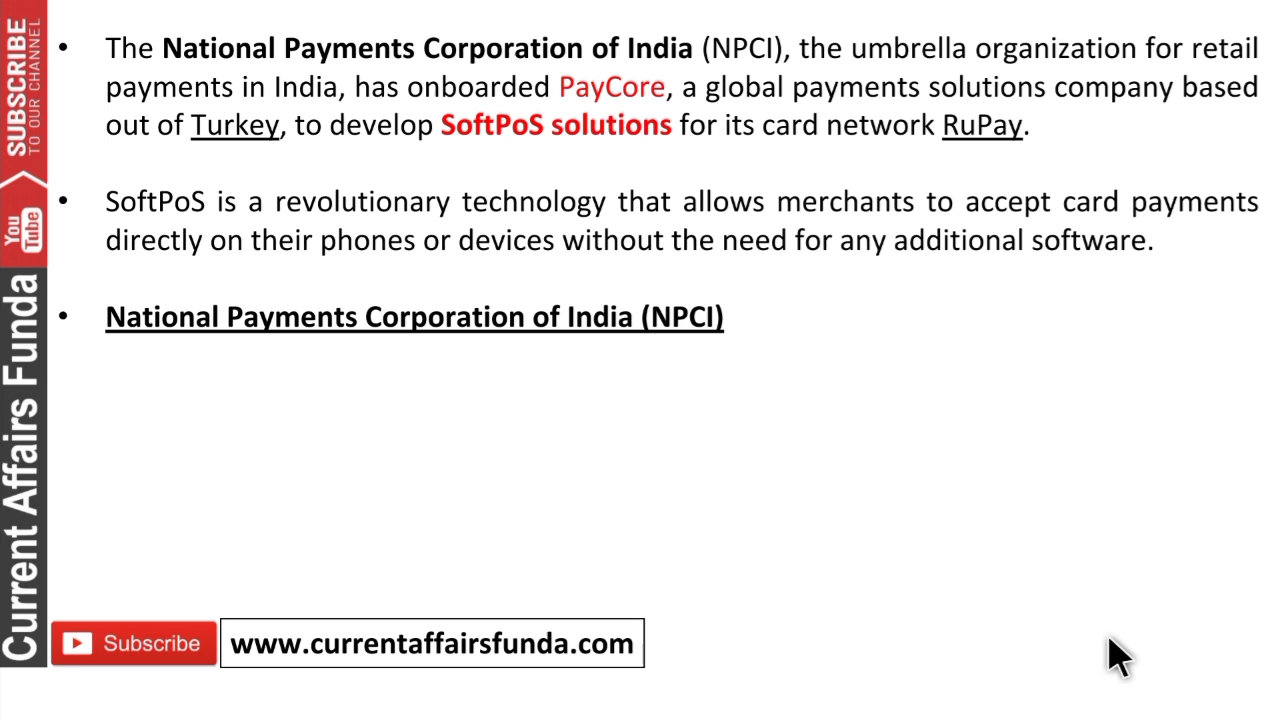 • The National Payments Corporation of India (NPCI), the umbrella organization for retail
payments in India, has onboarded PayCore, a global payments solutions company based
out of Turkey, to develop SoftPoS solutions for its card network RuPay.
• SoftPoS is a revolutionary technology that allows merchants to accept card payments
directly on their phones or devices without the need for any additional software.
• National Payments Corporation of India (NPCI)
SUBSCRIBE
TO OUR CHANNEL
You
Tube
Current Affairs Funda
Subscribe
www.currentaffairsfunda.com